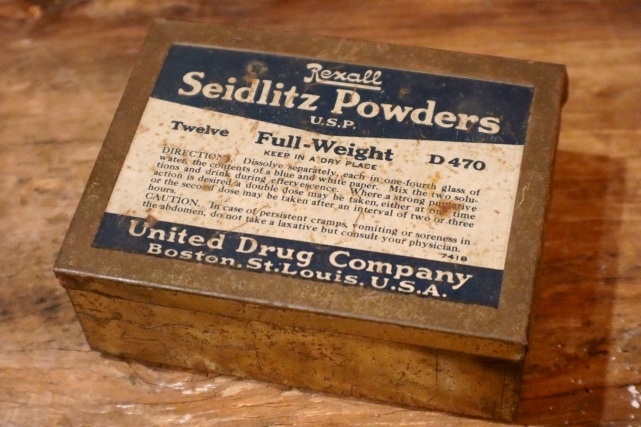 Rexall
Seidlitz Powders
U.S.P.
Twelve Full-Weight D 470
KEEP IN A DRY PLACE
DIRECTIONS. Dissolve separately, each in one-fourth glass of
water, the contents of a blue and white paper. Mix the two solu-
tions and drink during effervescence. Where a strong purgative
action is desired, a double dose may be taken, either at one time
or the second dose may be taken after an interval of two or three
hours.
CAUTION. In case of persistent cramps, vomiting or soreness in
the abdomen, do not take a laxative but consult your physician.
7418
United Drug Company
Boston, St. Louis, U.S.A.